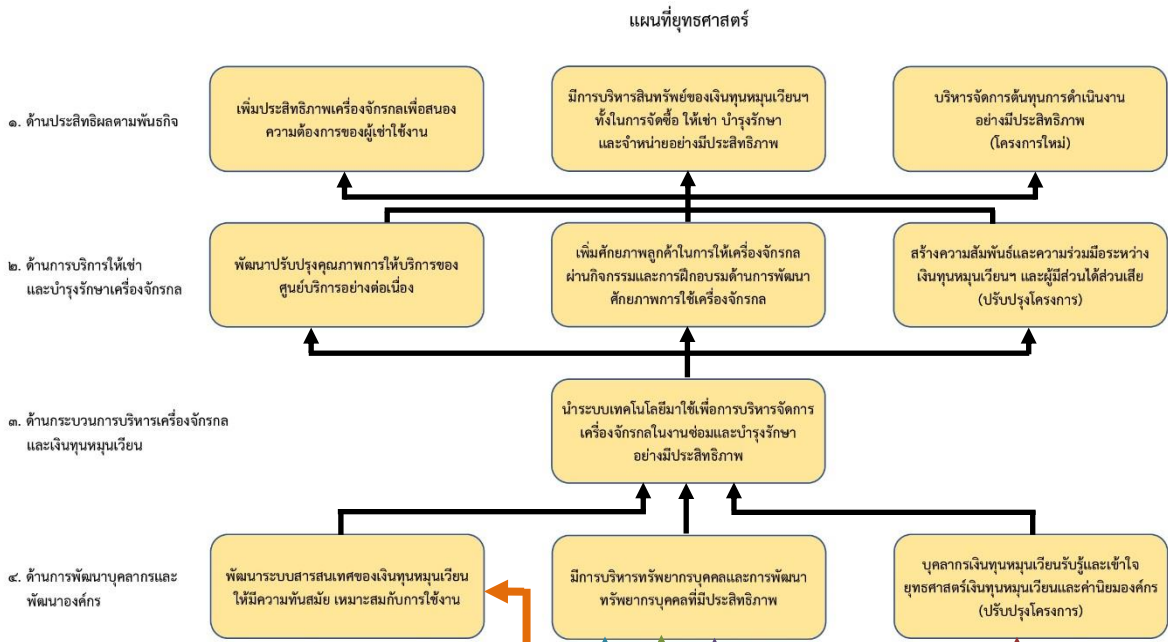 แผนที่ยุทธศาสตร์
๑. ด้านประสิทธิผลตามพันธกิจ
เพิ่มประสิทธิภาพเครื่องจักรกลเพื่อสนอง
ความต้องการของผู้เช่าใช้งาน
มีการบริหารสินทรัพย์ของเงินทุนหมุนเวียนฯ
ทั้งในการจัดซื้อ ให้เช่า บำรุงรักษา
และจำหน่ายอย่างมีประสิทธิภาพ
บริหารจัดการต้นทุนการดำเนินงาน
อย่างมีประสิทธิภาพ
(โครงการใหม่)
๒. ด้านการบริการให้เช่า
และบำรุงรักษาเครื่องจักรกล
พัฒนาปรับปรุงคุณภาพการให้บริการของ
ศูนย์บริการอย่างต่อเนื่อง
เพิ่มศักยภาพลูกค้าในการให้เครื่องจักรกล
ผ่านกิจกรรมและการฝึกอบรมด้านการพัฒนา
ศักยภาพการใช้เครื่องจักรกล
สร้างความสัมพันธ์และความร่วมมือระหว่าง
เงินทุนหมุนเวียนฯ และผู้มีส่วนได้ส่วนเสีย
(ปรับปรุงโครงการ)
๓. ด้านกระบวนการบริหารเครื่องจักรกล
และเงินทุนหมุนเวียน
นำระบบเทคโนโลยีมาใช้เพื่อการบริหารจัดการ
เครื่องจักรกลในงานซ่อมและบำรุงรักษา
อย่างมีประสิทธิภาพ
๔. ด้านการพัฒนาบุคลากรและ
พัฒนาองค์กร
พัฒนาระบบสารสนเทศของเงินทุนหมุนเวียน
ให้มีความทันสมัย เหมาะสมกับการใช้งาน
มีการบริหารทรัพยากรบุคคลและการพัฒนา
ทรัพยากรบุคคลที่มีประสิทธิภาพ
บุคลากรเงินทุนหมุนเวียนรับรู้และเข้าใจ
ยุทธศาสตร์เงินทุนหมุนเวียนและค่านิยมองค์กร
(ปรับปรุงโครงการ)